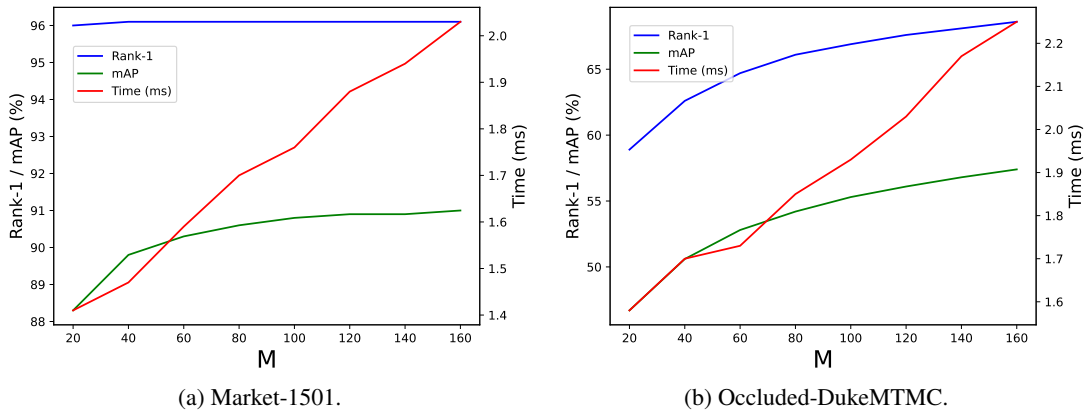 96
95
94
93
92
91
90
89
88
Rank-1 / mAP (%)
Rank-1
mAP
Time (ms)
2.0
1.9
1.8
1.7
1.6
1.5
1.4
Time (ms)
20 40 60 80 100 120 140 160
M
(a) Market-1501.
65
60
55
50
Rank-1 / mAP (%)
Rank-1
mAP
Time (ms)
2.2
2.1
2.0
1.9
1.8
1.7
1.6
Time (ms)
20 40 60 80 100 120 140 160
M
(b) Occluded-DukeMTMC.